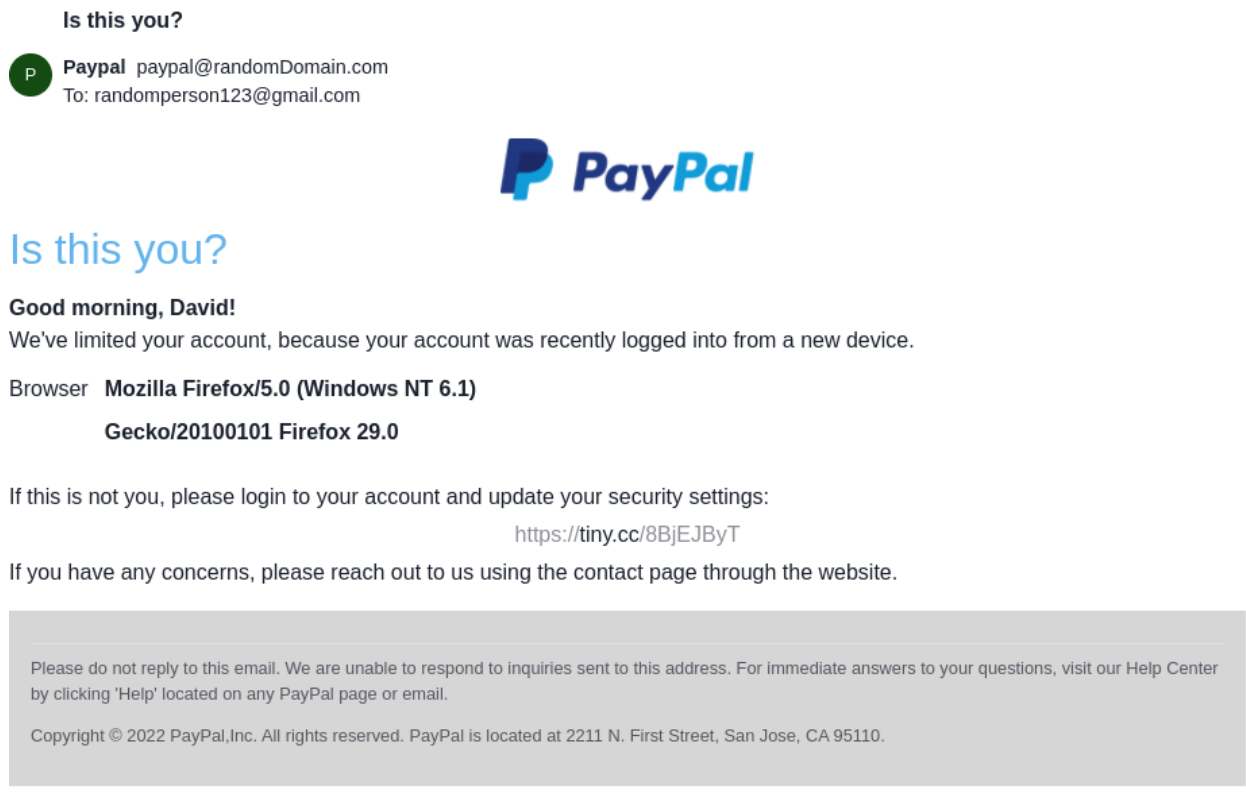 Is this you?
P
Paypal paypal@randomDomain.com
To: randomperson123@gmail.com
PayPal
Is this you?
Good morning, David!
We've limited your account, because your account was recently logged into from a new device.
Browser Mozilla Firefox/5.0 (Windows NT 6.1)
Gecko/20100101 Firefox 29.0
If this is not you, please login to your account and update your security settings:
https://tiny.cc/8BjEJByT
If you have any concerns, please reach out to us using the contact page through the website.
Please do not reply to this email. We are unable to respond to inquiries sent to this address. For immediate answers to your questions, visit our Help Center
by clicking 'Help' located on any PayPal page or email.
Copyright © 2022 PayPal,Inc. All rights reserved. PayPal is located at 2211 N. First Street, San Jose, CA 95110.